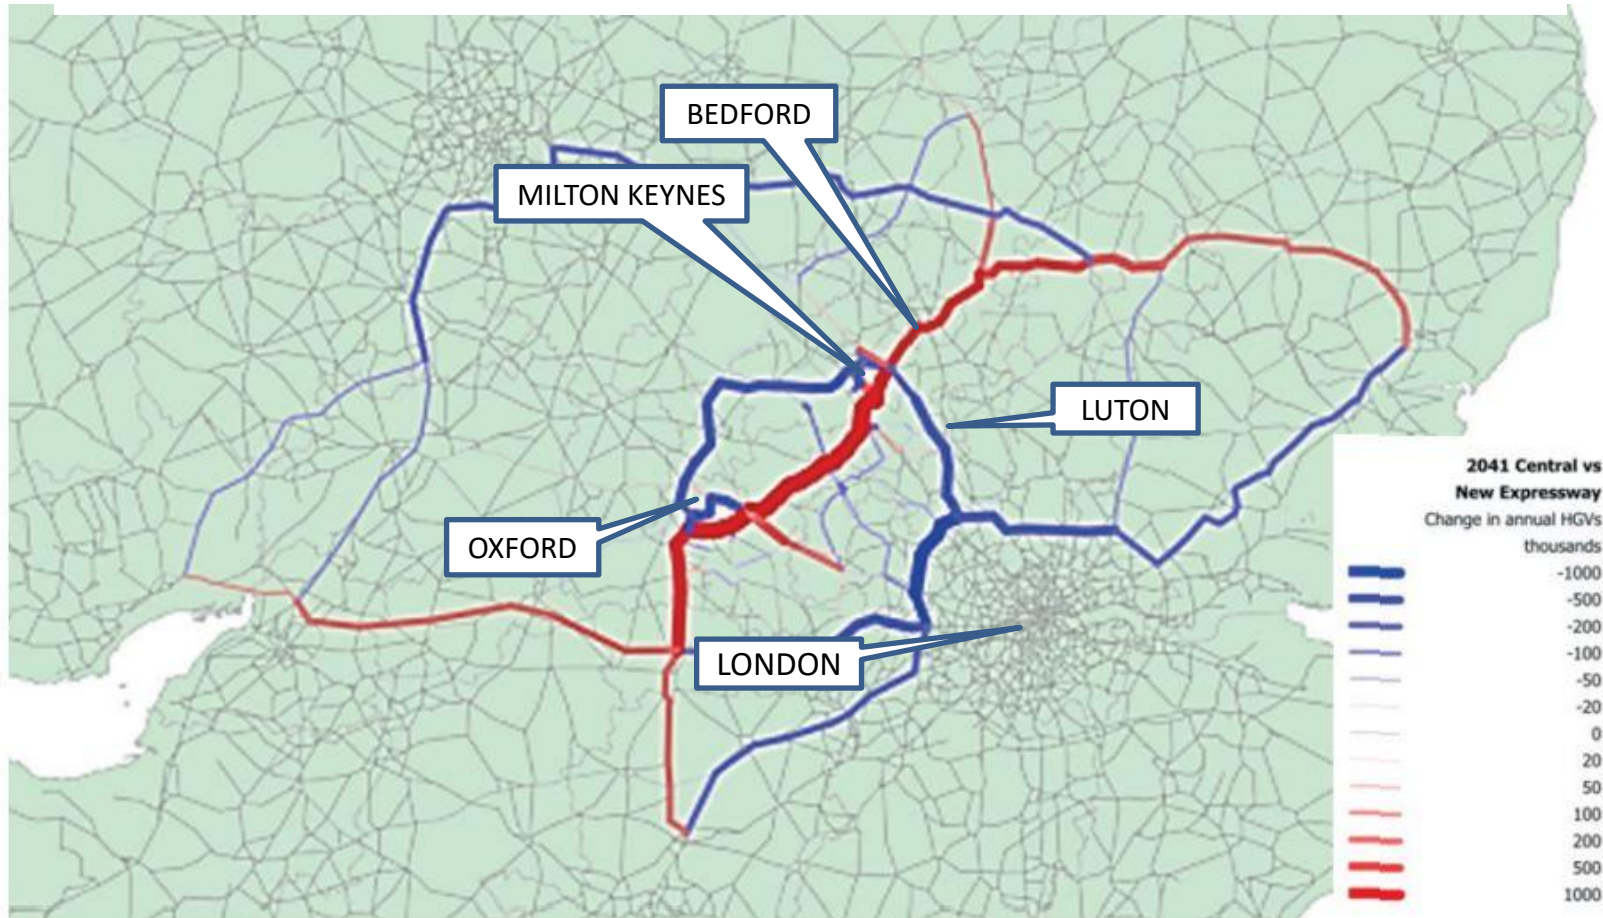 BEDFORD
MILTON KEYNES
LUTON
OXFORD
LONDON
2041 Central vs
New Expressway
Change in annual HGVs
thousands
-1000
-500
-200
-100
-50
-20
0
20
50
100
200
500
1000